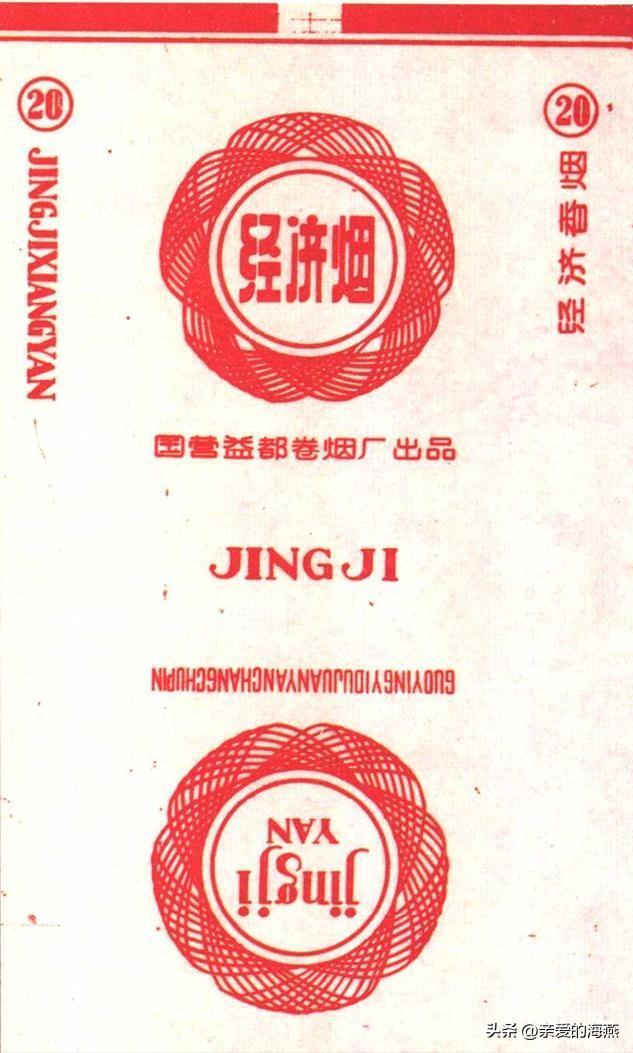 20
JINGJIXIANGYAN
20
经济香烟
经济烟
国营益都卷烟厂出品
JINGJI
GUOYINGYIDUJUANYANCHANGCHUPIN
jingji
YAN
头条 @亲爱的海燕